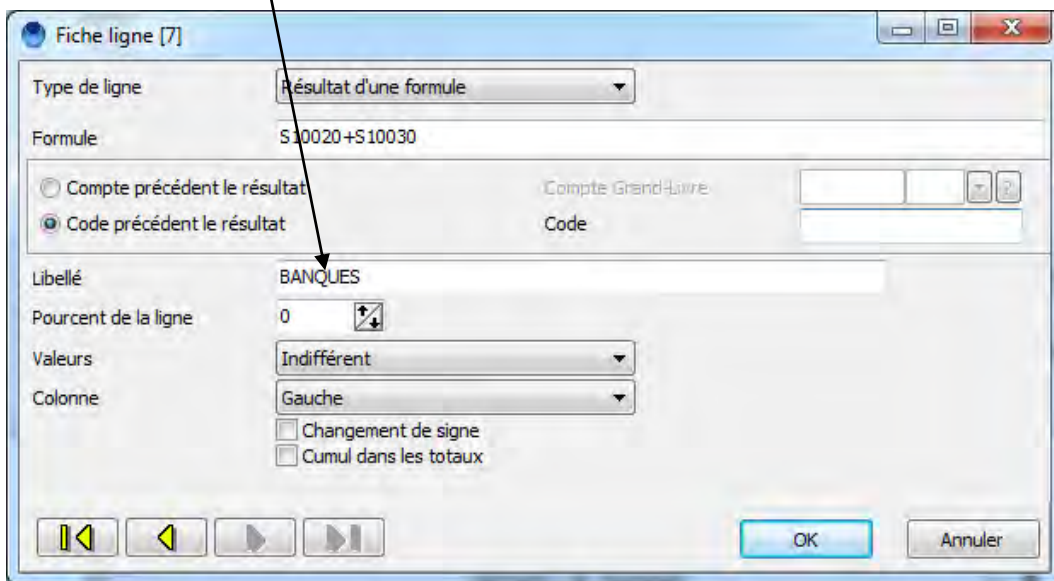 Fiche ligne [7]
Type de ligne Résultat d'une formule
Formule S10020+S10030
Compte précédent le résultat Compte Grand-Livre ?
Code précédent le résultat Code
Libellé BANQUES
Pourcent de la ligne 0
Valeurs Indifférent
Colonne Gauche
Changement de signe
Cumul dans les totaux
OK Annuler